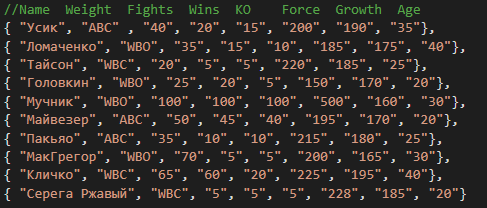 //Name  Weight  Fights  Wins  KO    Force  Growth  Age
{ "Усик", "ABC" , "40", "20", "15", "200", "190", "35"},
{ "Ломаченко", "WBO", "35", "15", "10", "185", "175", "40"},
{ "Тайсон", "WBC", "20", "5", "5", "220", "185", "25"},
{ "Головкин", "WBO", "25", "20", "5", "150", "170", "20"},
{ "Мучник", "WBO", "100", "100", "100", "500", "160", "30"},
{ "Майвезер", "ABC", "50", "45", "40", "195", "170", "20"},
{ "Пакьяо", "ABC", "35", "10", "10", "215", "180", "25"},
{ "МакГрегор", "WBO", "70", "5", "5", "200", "165", "30"},
{ "Кличко", "WBC", "65", "60", "20", "225", "195", "40"},
{ "Серега Ржавый", "WBC", "5", "5", "5", "228", "185", "20"}